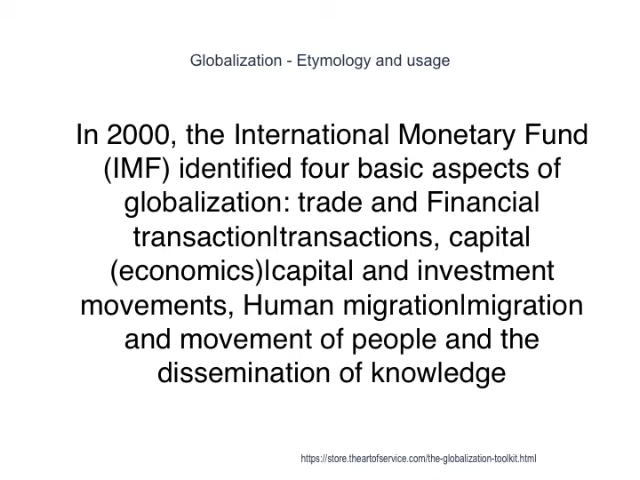 Globalization - Etymology and usage
In 2000, the International Monetary Fund
(IMF) identified four basic aspects of
globalization: trade and Financial
transaction|transactions, capital
(economics)|capital and investment
movements, Human migration|migration
and movement of people and the
dissemination of knowledge
https://store.theartofservice.com/the-globalization-toolkit.html